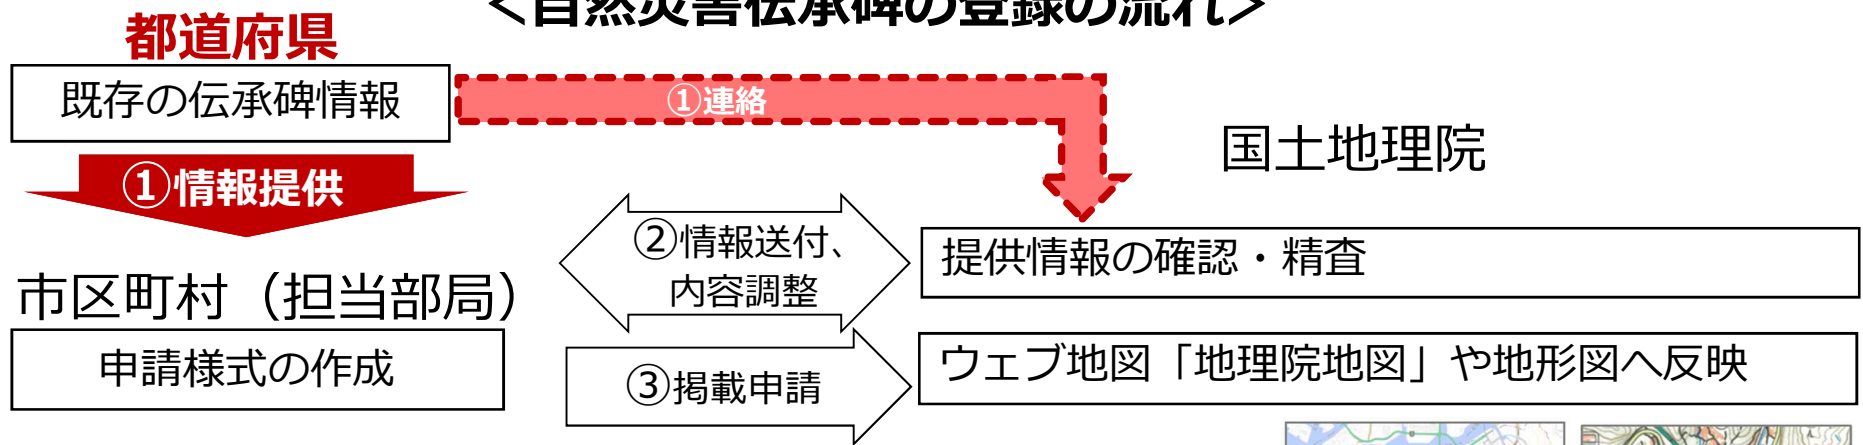 <自然災害伝承碑の登録の流れ>
都道府県
既存の伝承碑情報
①連絡
国土地理院
①情報提供
②情報送付、
内容調整
提供情報の確認・精査
市区町村（担当部局）
申請様式の作成
③掲載申請
ウェブ地図「地理院地図」や地形図へ反映